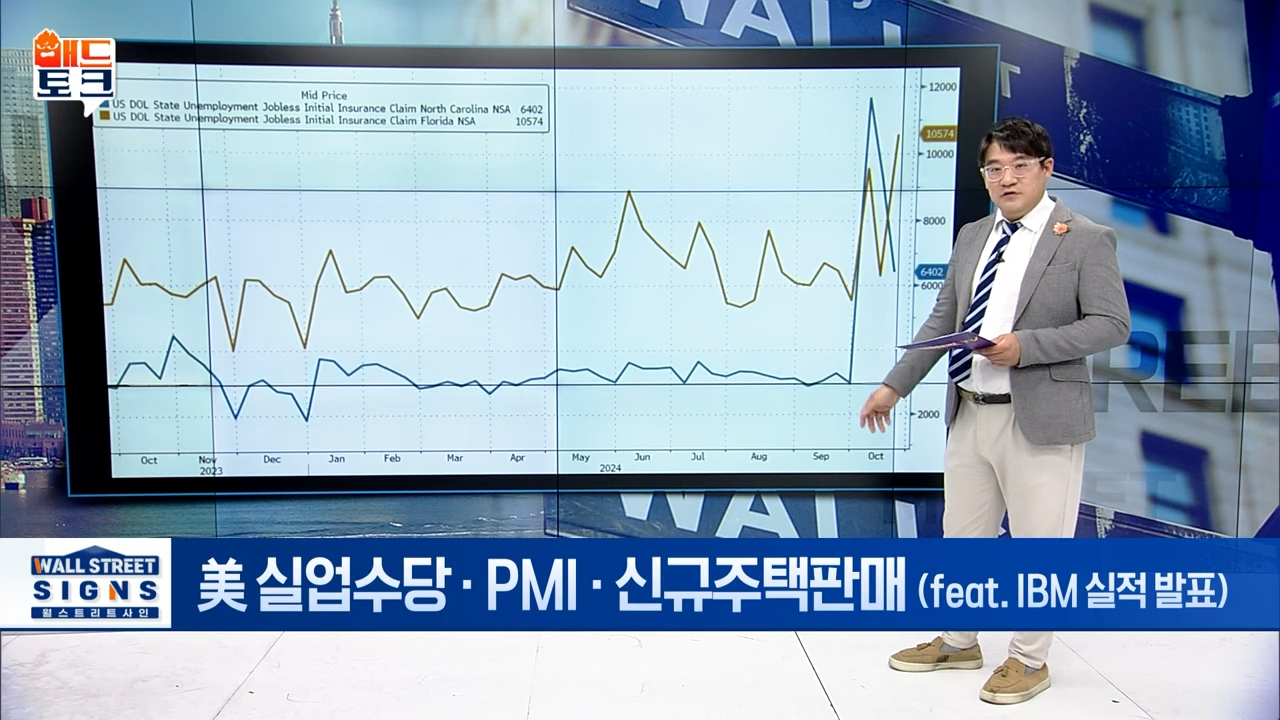 WALL
매드
토크
Mid Price
US DOL State Unemployment Jobless Initial Insurance Claim North Carolina NSA 6402
US DOL State Unemployment Jobless Initial Insurance Claim Florida NSA 10574
12000
10574
10000
8000
6402
6000
2000
Oct Nov Dec Jan Feb Mar Apr May Jun Jul Aug Sep Oct
2023 2024
REE
WALL
WALL STREET
SIGNS
월스트리트사인
美 실업수당 · PMI · 신규주택판매 (feat. IBM 실적 발표)